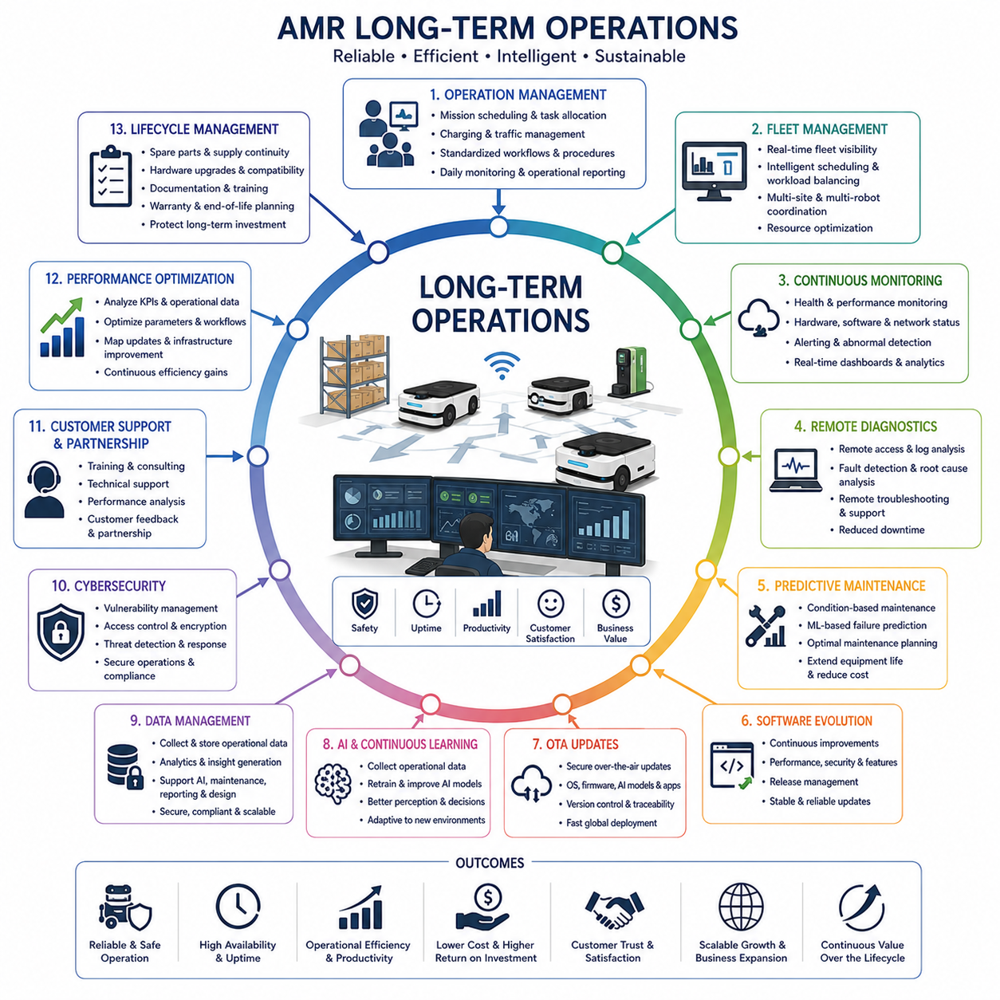 AMR LONG-TERM OPERATIONS
Reliable • Efficient • Intelligent • Sustainable
1. OPERATION MANAGEMENT
• Mission scheduling & task allocation
• Charging & traffic management
• Standardized workflows & procedures
• Daily monitoring & operational reporting
2. FLEET MANAGEMENT
• Real-time fleet visibility
• Intelligent scheduling &
workload balancing
• Multi-site & multi-robot
coordination
• Resource optimization
3. CONTINUOUS MONITORING
• Health & performance monitoring
• Hardware, software & network status
• Alerting & abnormal detection
• Real-time dashboards & analytics
4. REMOTE DIAGNOSTICS
• Remote access & log analysis
• Fault detection & root cause
analysis
• Remote troubleshooting
& support
• Reduced downtime
5. PREDICTIVE MAINTENANCE
• Condition-based maintenance
• ML-based failure prediction
• Optimal maintenance planning
• Extend equipment life
& reduce cost
6. SOFTWARE EVOLUTION
• Continuous improvements
• Performance, security & features
• Release management
• Stable & reliable updates
7. OTA UPDATES
• Secure over-the-air updates
• OS, firmware, AI models & apps
• Version control & traceability
• Fast global deployment
8. AI & CONTINUOUS LEARNING
• Collect operational data
• Retrain & improve AI models
• Better perception & decisions
• Adaptive to new environments
9. DATA MANAGEMENT
• Collect & store operational data
• Analytics & insight generation
• Support AI, maintenance,
reporting & design
• Secure, compliant & scalable
10. CYBERSECURITY
• Vulnerability management
• Access control & encryption
• Threat detection & response
• Secure operations &
compliance
11. CUSTOMER SUPPORT
& PARTNERSHIP
• Training & consulting
• Technical support
• Performance analysis
• Customer feedback
& partnership
12. PERFORMANCE OPTIMIZATION
• Analyze KPIs & operational data
• Optimize parameters & workflows
• Map updates & infrastructure
improvement
• Continuous efficiency gains
13. LIFECYCLE MANAGEMENT
• Spare parts & supply continuity
• Hardware upgrades & compatibility
• Documentation & training
• Warranty & end-of-life planning
• Protect long-term investment
LONG-TERM
OPERATIONS
Safety
Uptime
Productivity
Customer
Satisfaction
Business
Value
OUTCOMES
Reliable & Safe
Operation
High Availability
& Uptime
Operational Efficiency
& Productivity
Lower Cost & Higher
Return on Investment
Customer Trust &
Satisfaction
Scalable Growth &
Business Expansion
Continuous Value
Over the Lifecycle